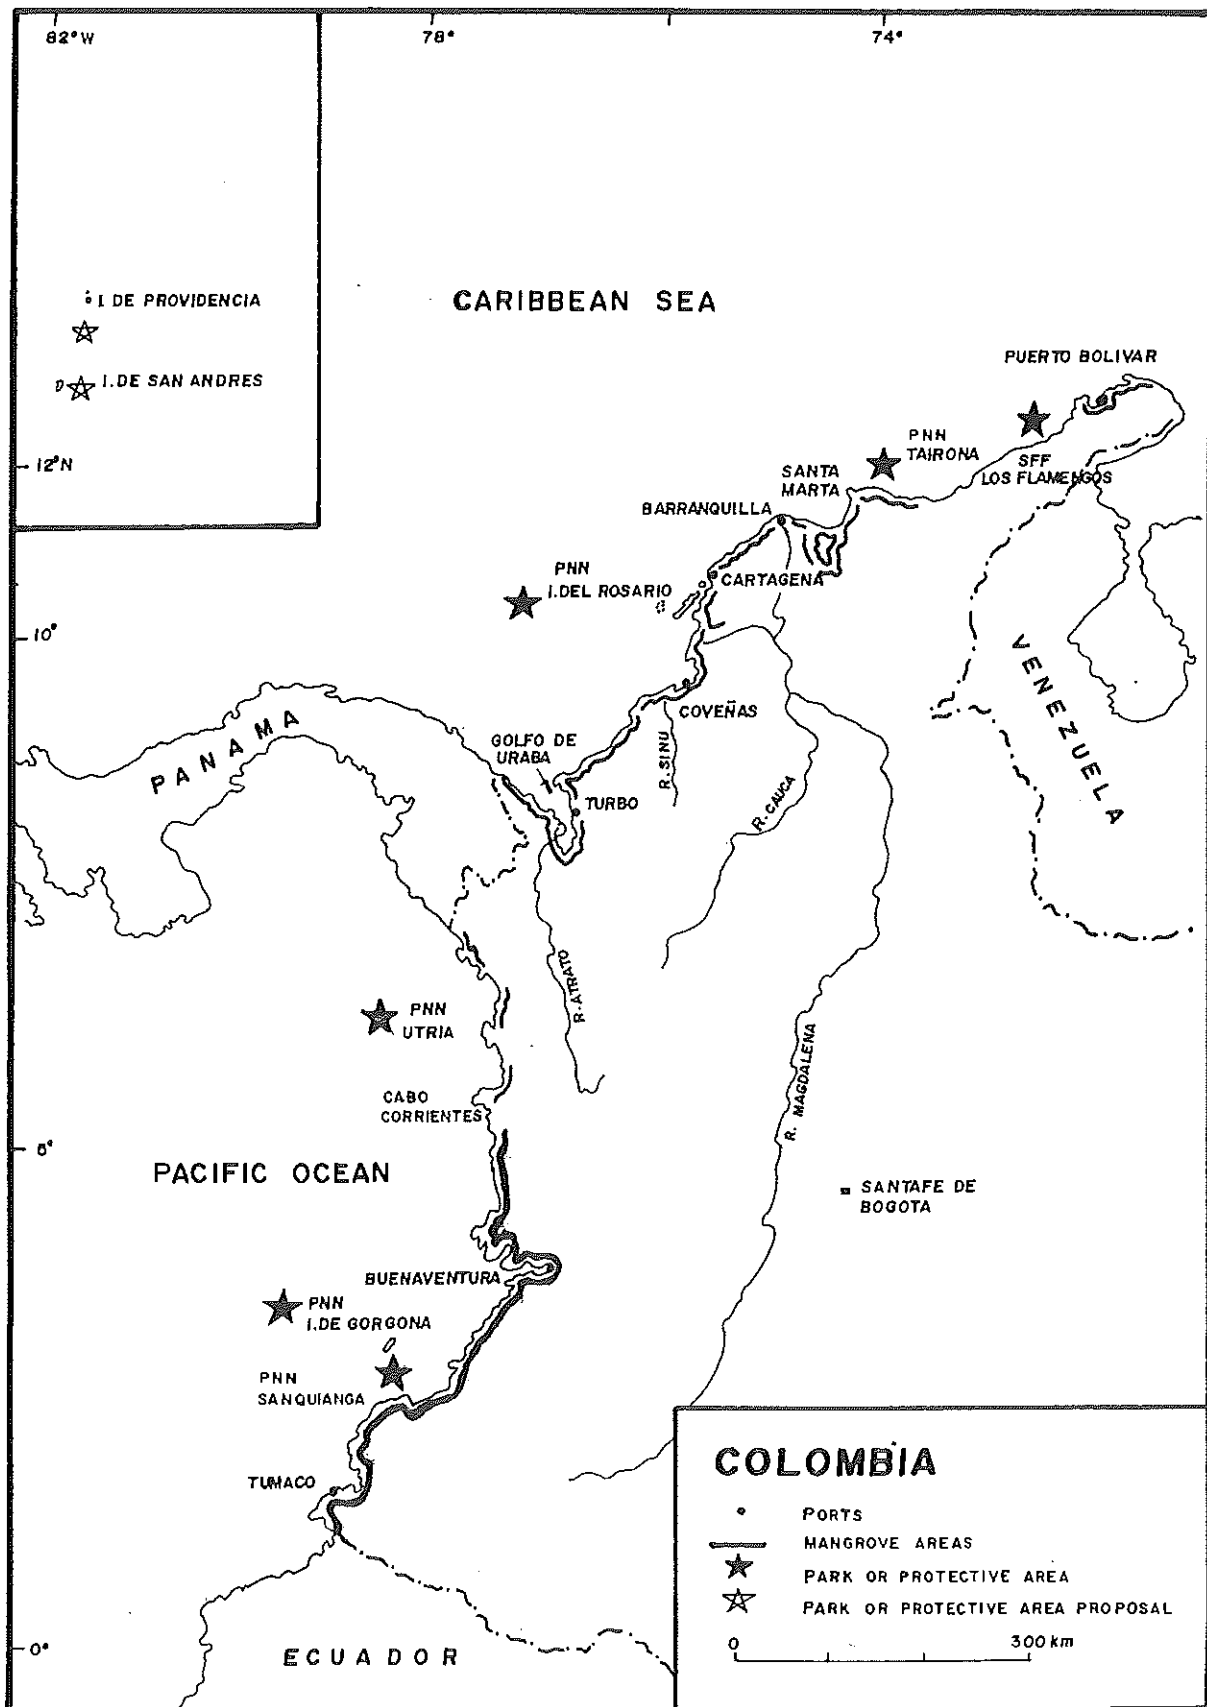 82°W
78°
74°
I. DE PROVIDENCIA
I. DE SAN ANDRES
CARIBBEAN SEA
PUERTO BOLIVAR
12°N
PNN
TAIRONA
SFF
LOS FLAMENGOS
SANTA
MARTA
BARRANQUILLA
PNN
I.DEL ROSARIO
CARTAGENA
10°
VENEZUELA
PANAMA
COVEÑAS
GOLFO DE
URABA
R.SINU
TURBO
R.CAUCA
R.ATRATO
PNN
UTRIA
R. MAGDALENA
CABO
CORRIENTES
5°
PACIFIC OCEAN
SANTAFE DE
BOGOTA
BUENAVENTURA
PNN
I.DE GORGONA
PNN
SANQUIANGA
TUMACO
COLOMBIA
PORTS
MANGROVE AREAS
PARK OR PROTECTIVE AREA
PARK OR PROTECTIVE AREA PROPOSAL
0
300 km
0°
ECUADOR